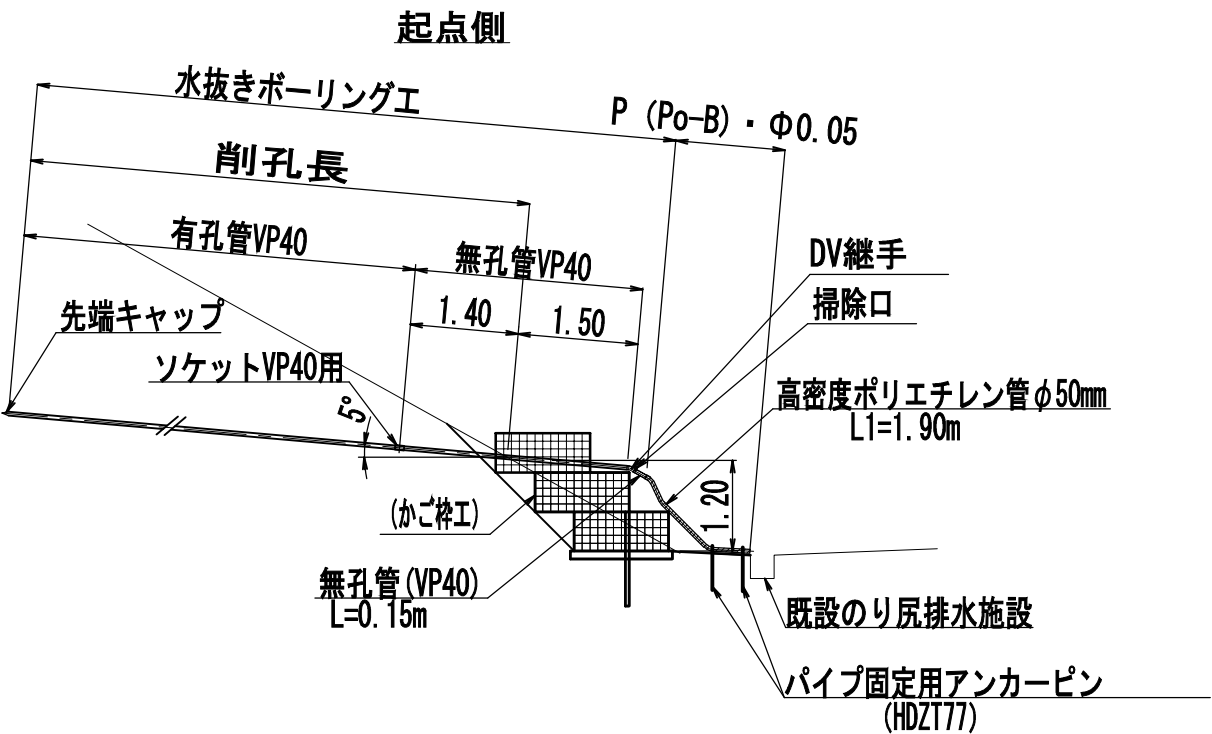 起点側
水抜きボーリング工
P (Po-B)・Φ0.05
削孔長
有孔管VP40
無孔管VP40
DV継手
掃除口
1.40
1.50
先端キャップ
ソケットVP40用
5°
高密度ポリエチレン管φ50mm
L1=1.90m
1.20
(かご枠工)
無孔管(VP40)
L=0.15m
既設のり尻排水施設
パイプ固定用アンカーピン
(HDZT77)